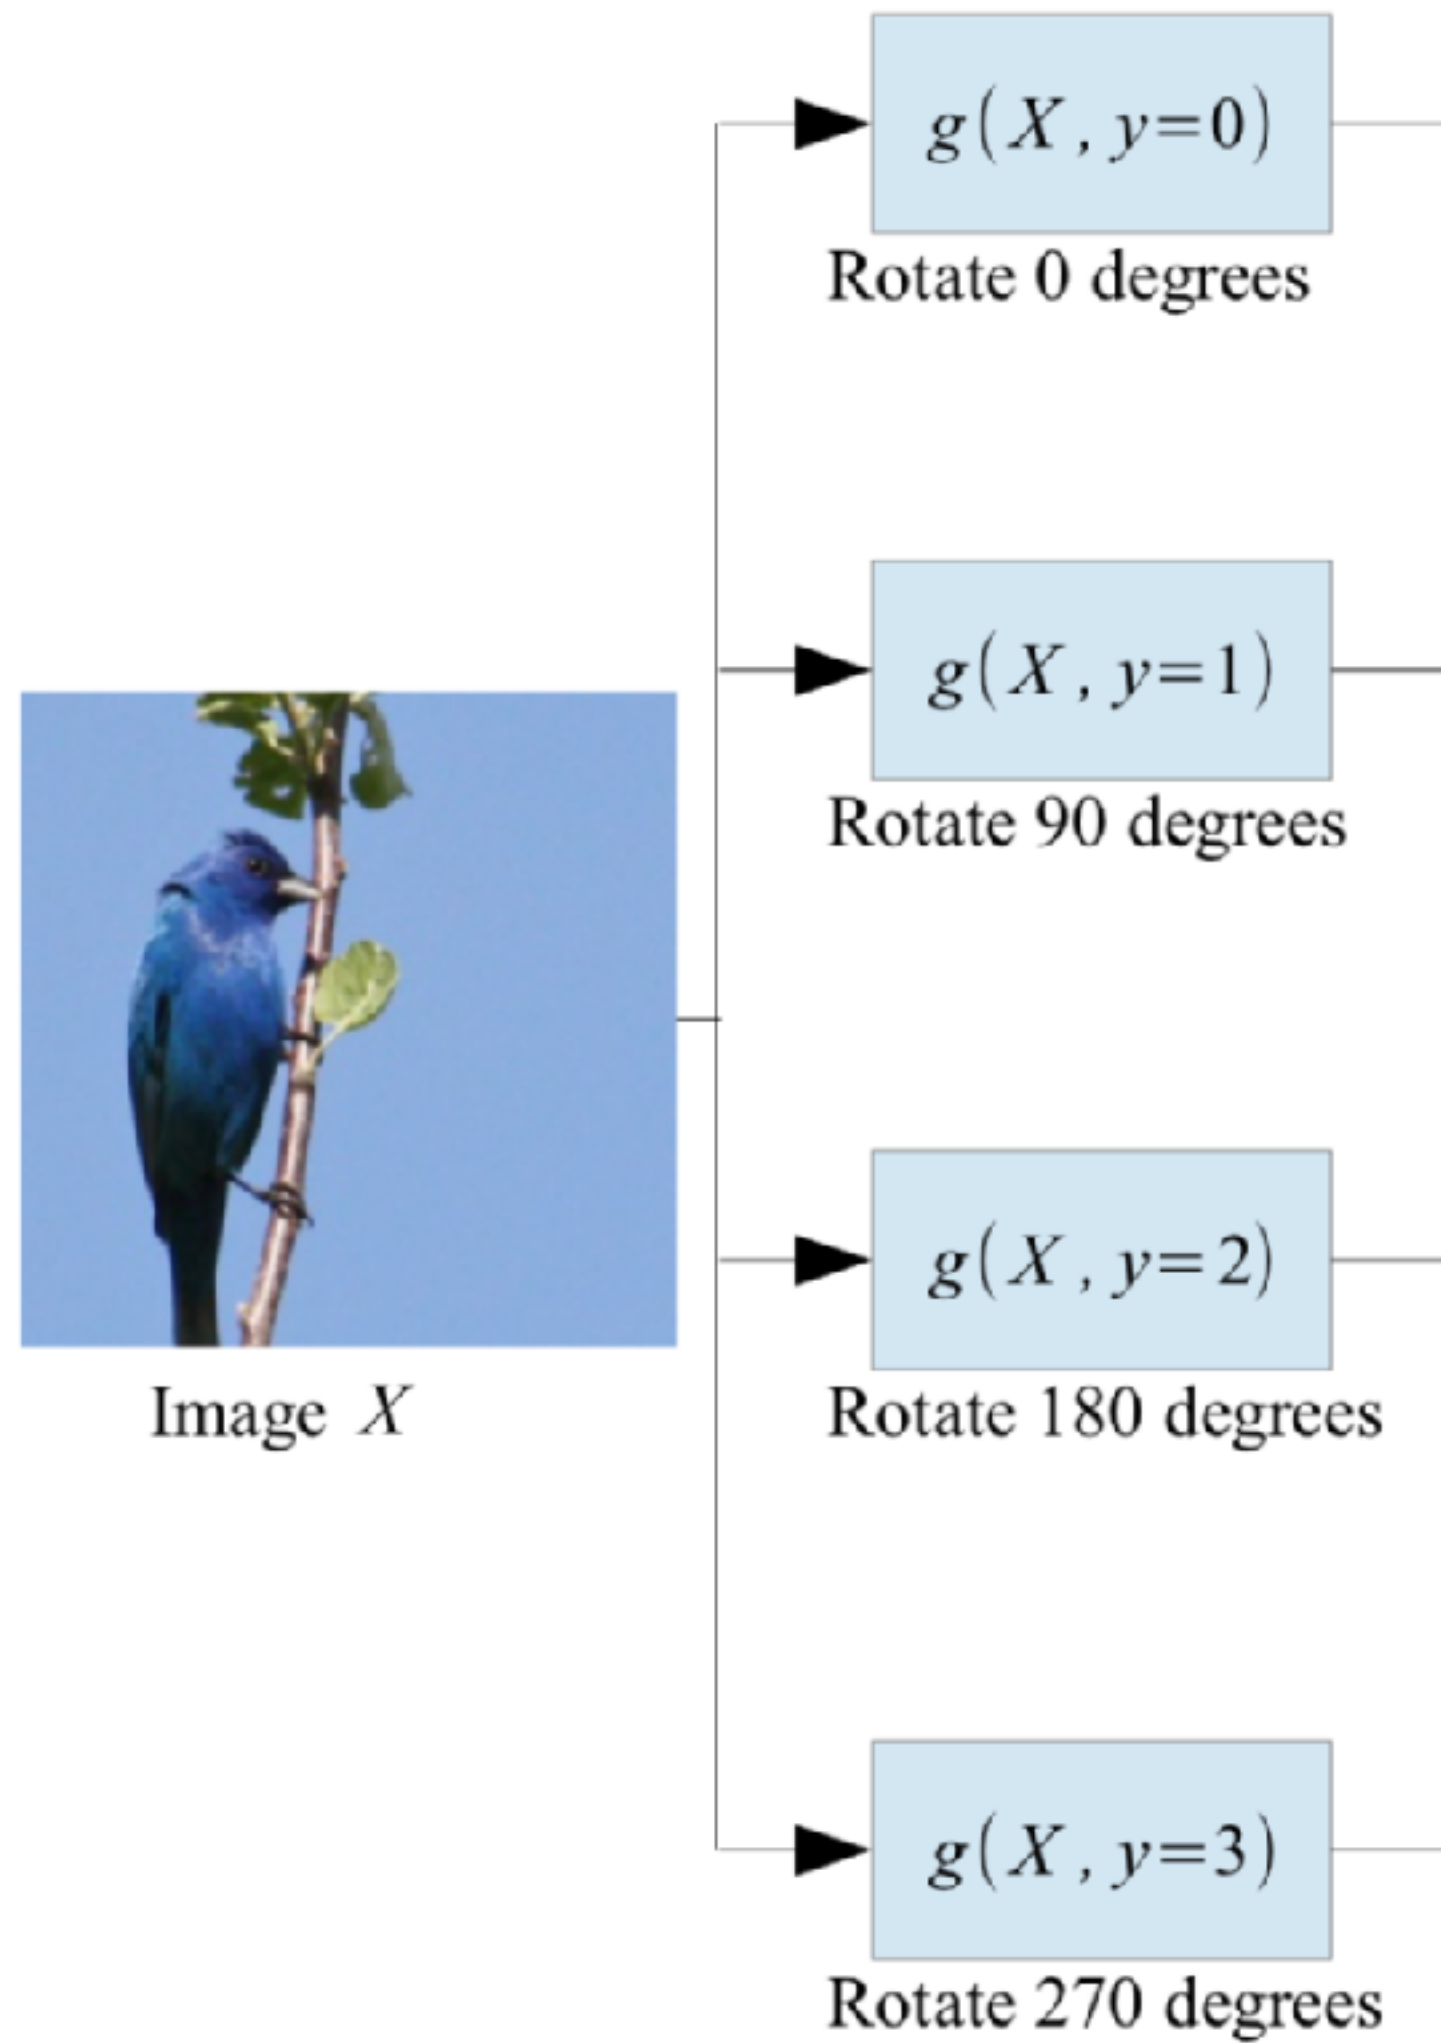 g(X, y=0)
Rotate 0 degrees
g(X, y=1)
Rotate 90 degrees
Image X
g(X, y=2)
Rotate 180 degrees
g(X, y=3)
Rotate 270 degrees